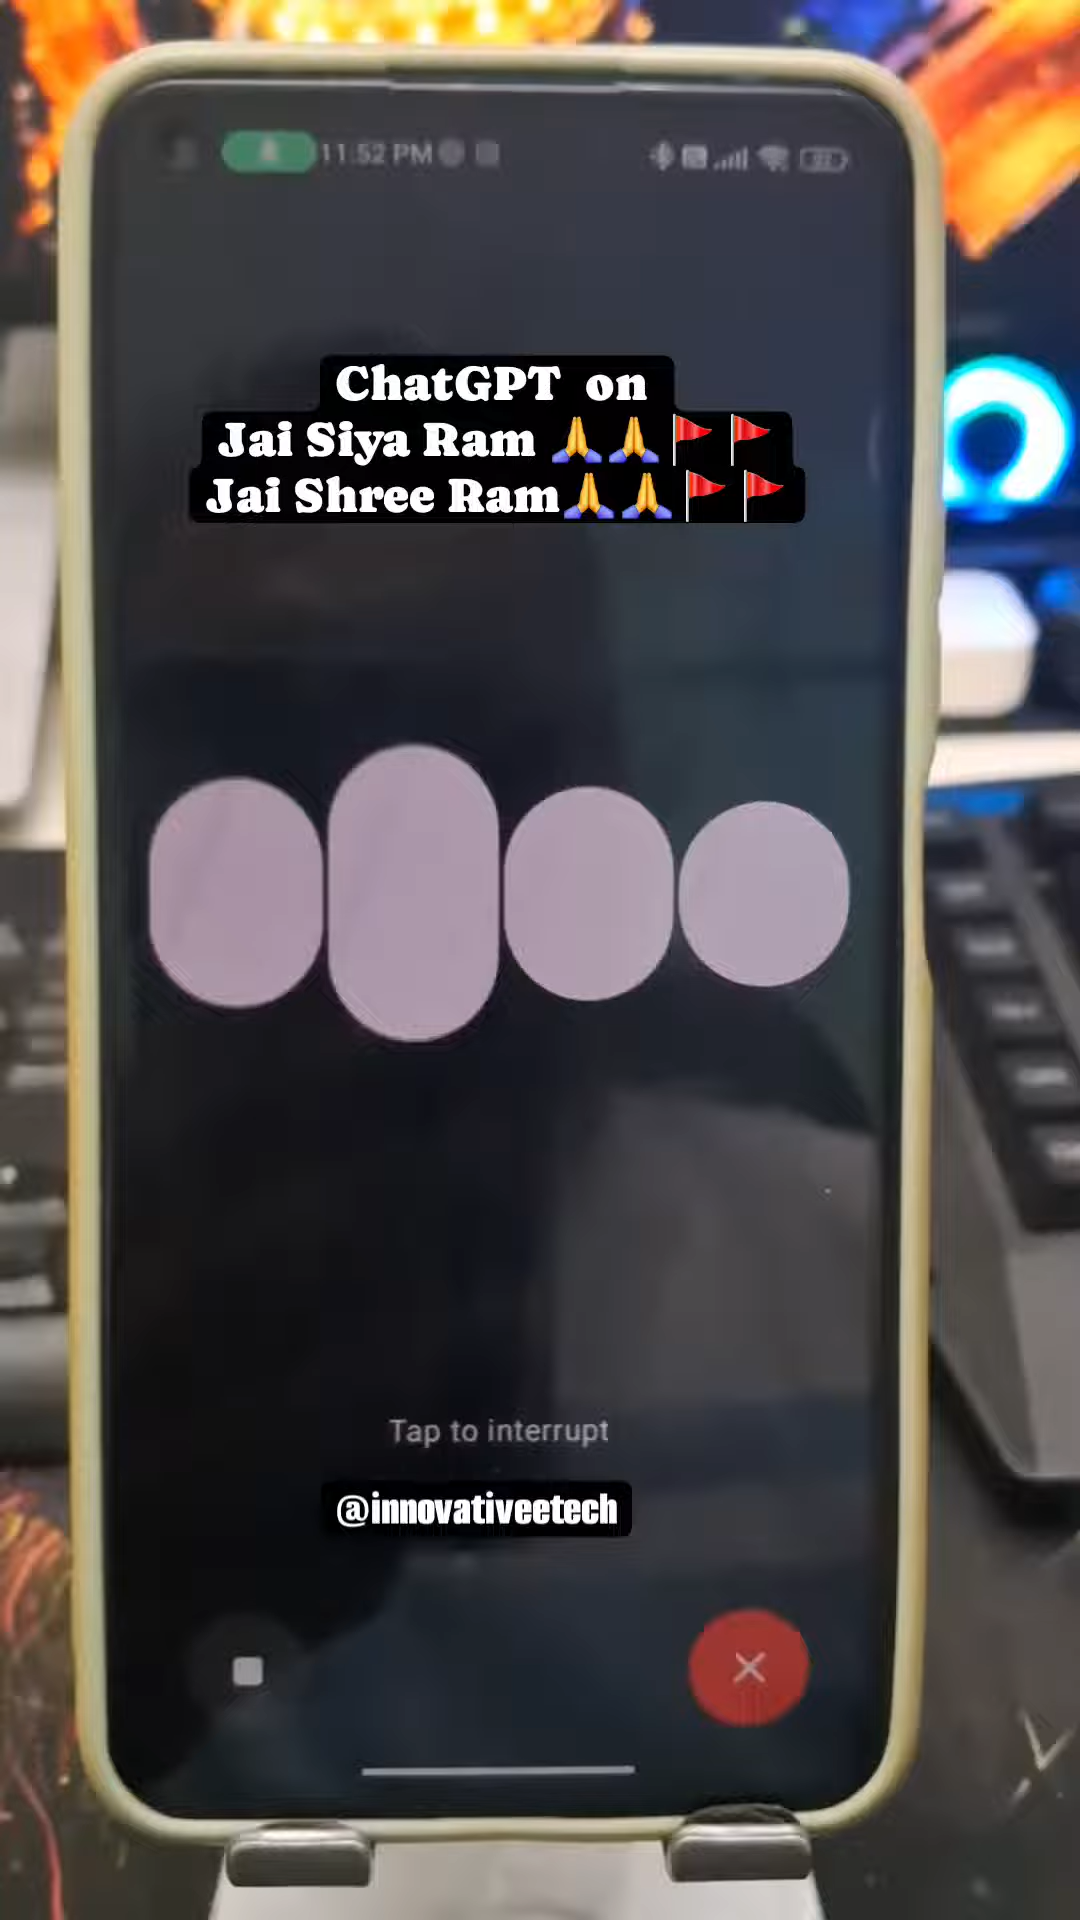 11:52 PM
ChatGPT on
Jai Siya Ram 🙏🙏🚩🚩
Jai Shree Ram🙏🙏🚩🚩
Tap to interrupt
@innovativeetech